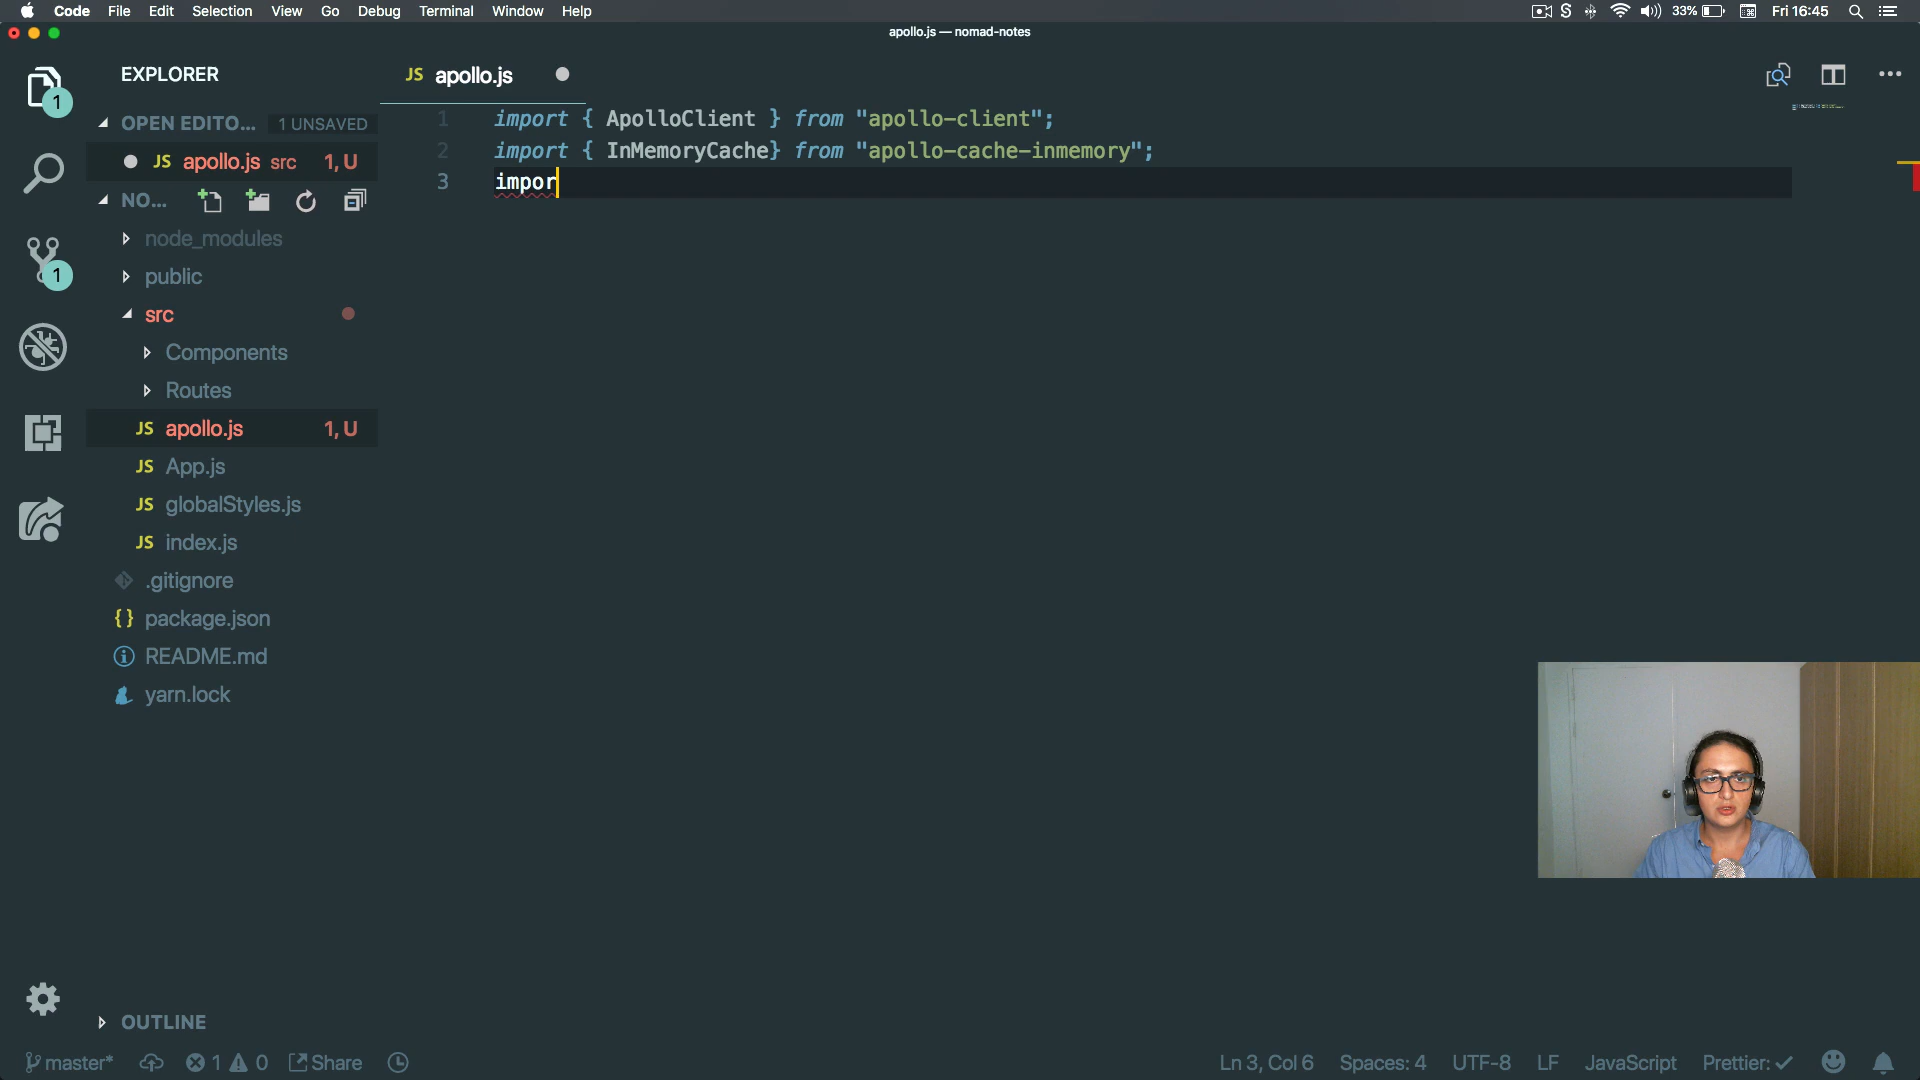 Code File Edit Selection View Go Debug Terminal Window Help 33% Fri 16:45
apollo.js — nomad-notes
EXPLORER
JS apollo.js
OPEN EDITO... 1 UNSAVED
JS apollo.js src 1, U
NO...
node_modules
public
src
Components
Routes
JS apollo.js 1, U
JS App.js
JS globalStyles.js
JS index.js
.gitignore
{} package.json
README.md
yarn.lock
OUTLINE
1
1
1 import { ApolloClient } from "apollo-client";
2 import { InMemoryCache} from "apollo-cache-inmemory";
3 impor
master* 1 0 Share Ln 3, Col 6 Spaces: 4 UTF-8 LF JavaScript Prettier: ✓